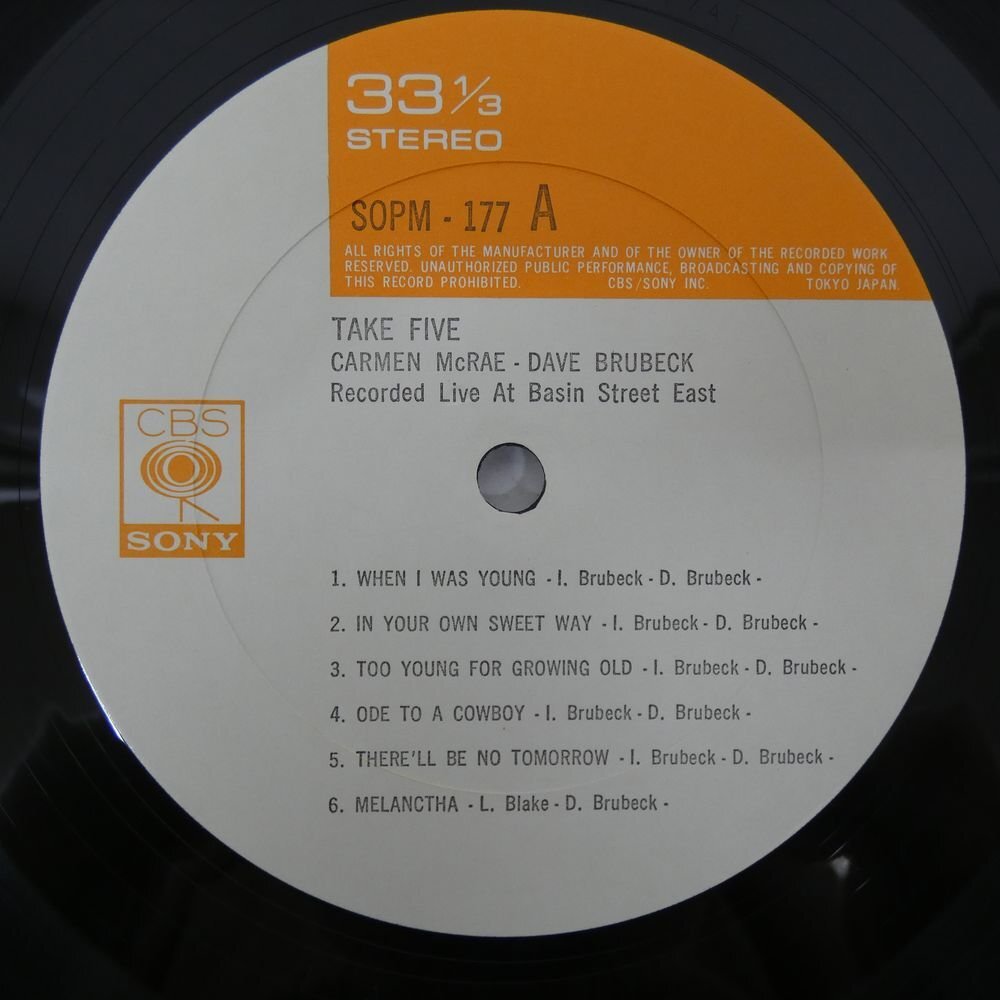 33 1/3
STEREO
SOPM - 177 A
ALL RIGHTS OF THE MANUFACTURER AND OF THE OWNER OF THE RECORDED WORK
RESERVED. UNAUTHORIZED PUBLIC PERFORMANCE, BROADCASTING AND COPYING OF
THIS RECORD PROHIBITED. CBS/SONY INC. TOKYO JAPAN.
TAKE FIVE
CARMEN McRAE - DAVE BRUBECK
Recorded Live At Basin Street East
CBS
SONY
1. WHEN I WAS YOUNG - I. Brubeck - D. Brubeck -
2. IN YOUR OWN SWEET WAY - I. Brubeck - D. Brubeck -
3. TOO YOUNG FOR GROWING OLD - I. Brubeck - D. Brubeck -
4. ODE TO A COWBOY - I. Brubeck - D. Brubeck -
5. THERE'LL BE NO TOMORROW - I. Brubeck - D. Brubeck -
6. MELANCTHA - L. Blake - D. Brubeck -